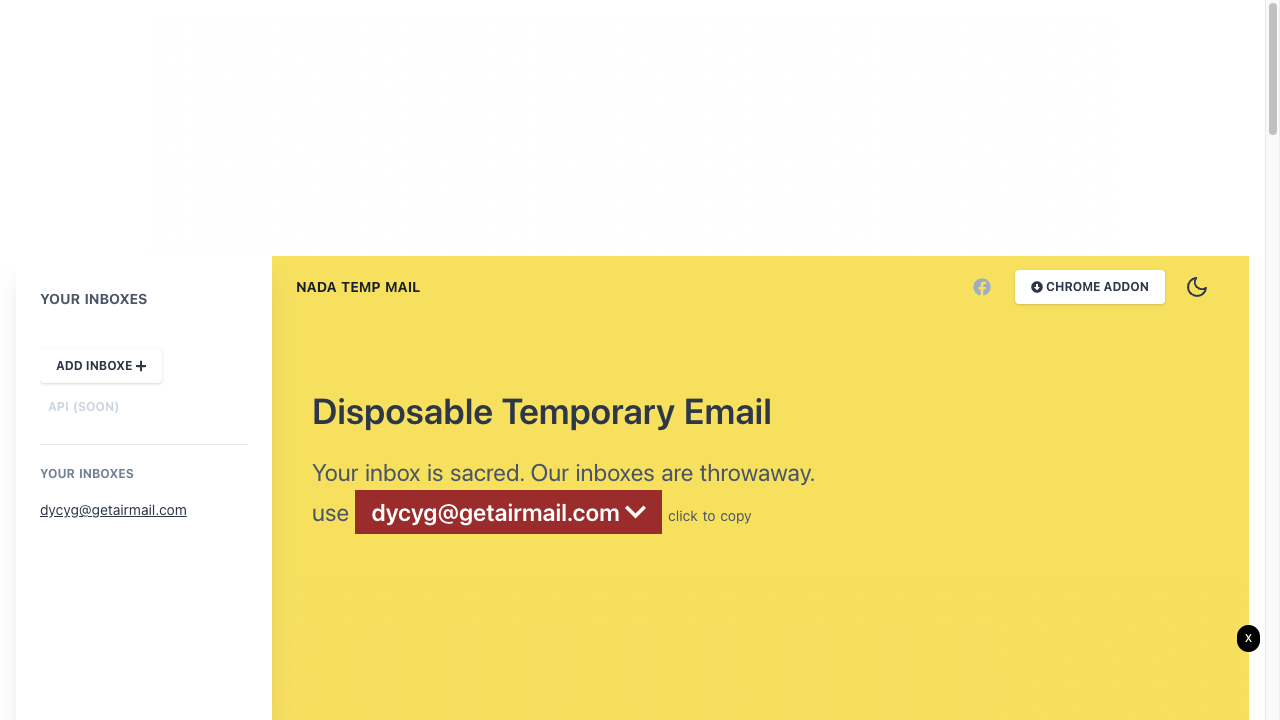 YOUR INBOXES
ADD INBOXE
API (SOON)
YOUR INBOXES
dycyg@getairmail.com
NADA TEMP MAIL
CHROME ADDON
Disposable Temporary Email
Your inbox is sacred. Our inboxes are throwaway.
use dycyg@getairmail.com click to copy
X